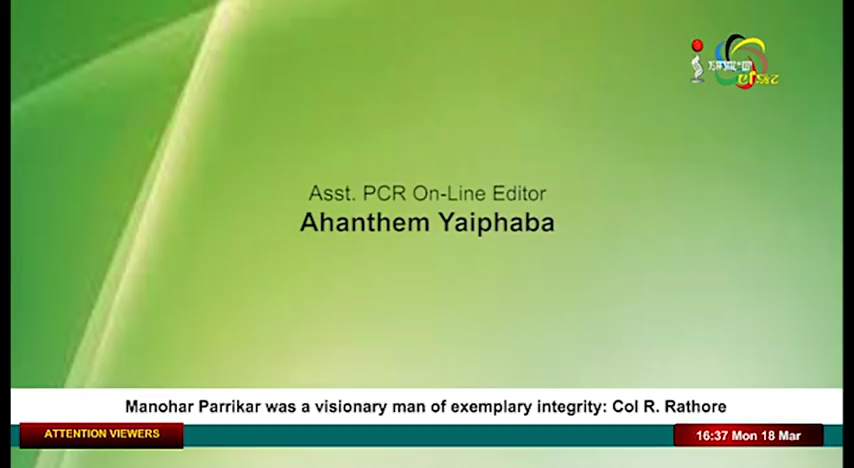 Asst. PCR On-Line Editor
Ahanthem Yaiphaba
Manohar Parrikar was a visionary man of exemplary integrity: Col R. Rathore
ATTENTION VIEWERS
16:37 Mon 18 Mar